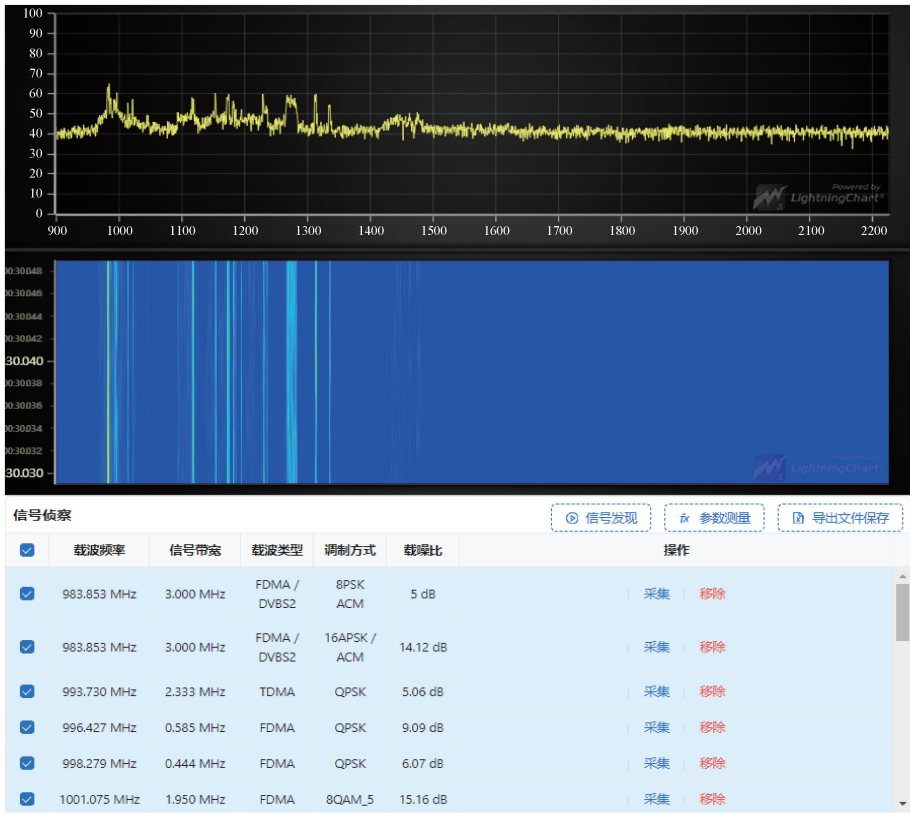 100
90
80
70
60
50
40
30
20
10
0
Powered by
LightningChart®
900 1000 1100 1200 1300 1400 1500 1600 1700 1800 1900 2000 2100 2200
00:30.048
00:30.046
00:30.044
00:30.042
30.040
00:30.038
00:30.036
00:30.034
00:30.032
30.030
Powered by
LightningChart®
信号侦察 信号发现 fx 参数测量 导出文件保存
载波频率 信号带宽 载波类型 调制方式 载噪比 操作
983.853 MHz 3.000 MHz FDMA / DVBS2 8PSK ACM 5 dB 采集 移除
983.853 MHz 3.000 MHz FDMA / DVBS2 16APSK / ACM 14.12 dB 采集 移除
993.730 MHz 2.333 MHz TDMA QPSK 5.06 dB 采集 移除
996.427 MHz 0.585 MHz FDMA QPSK 9.09 dB 采集 移除
998.279 MHz 0.444 MHz FDMA QPSK 6.07 dB 采集 移除
1001.075 MHz 1.950 MHz FDMA 8QAM_5 15.16 dB 采集 移除